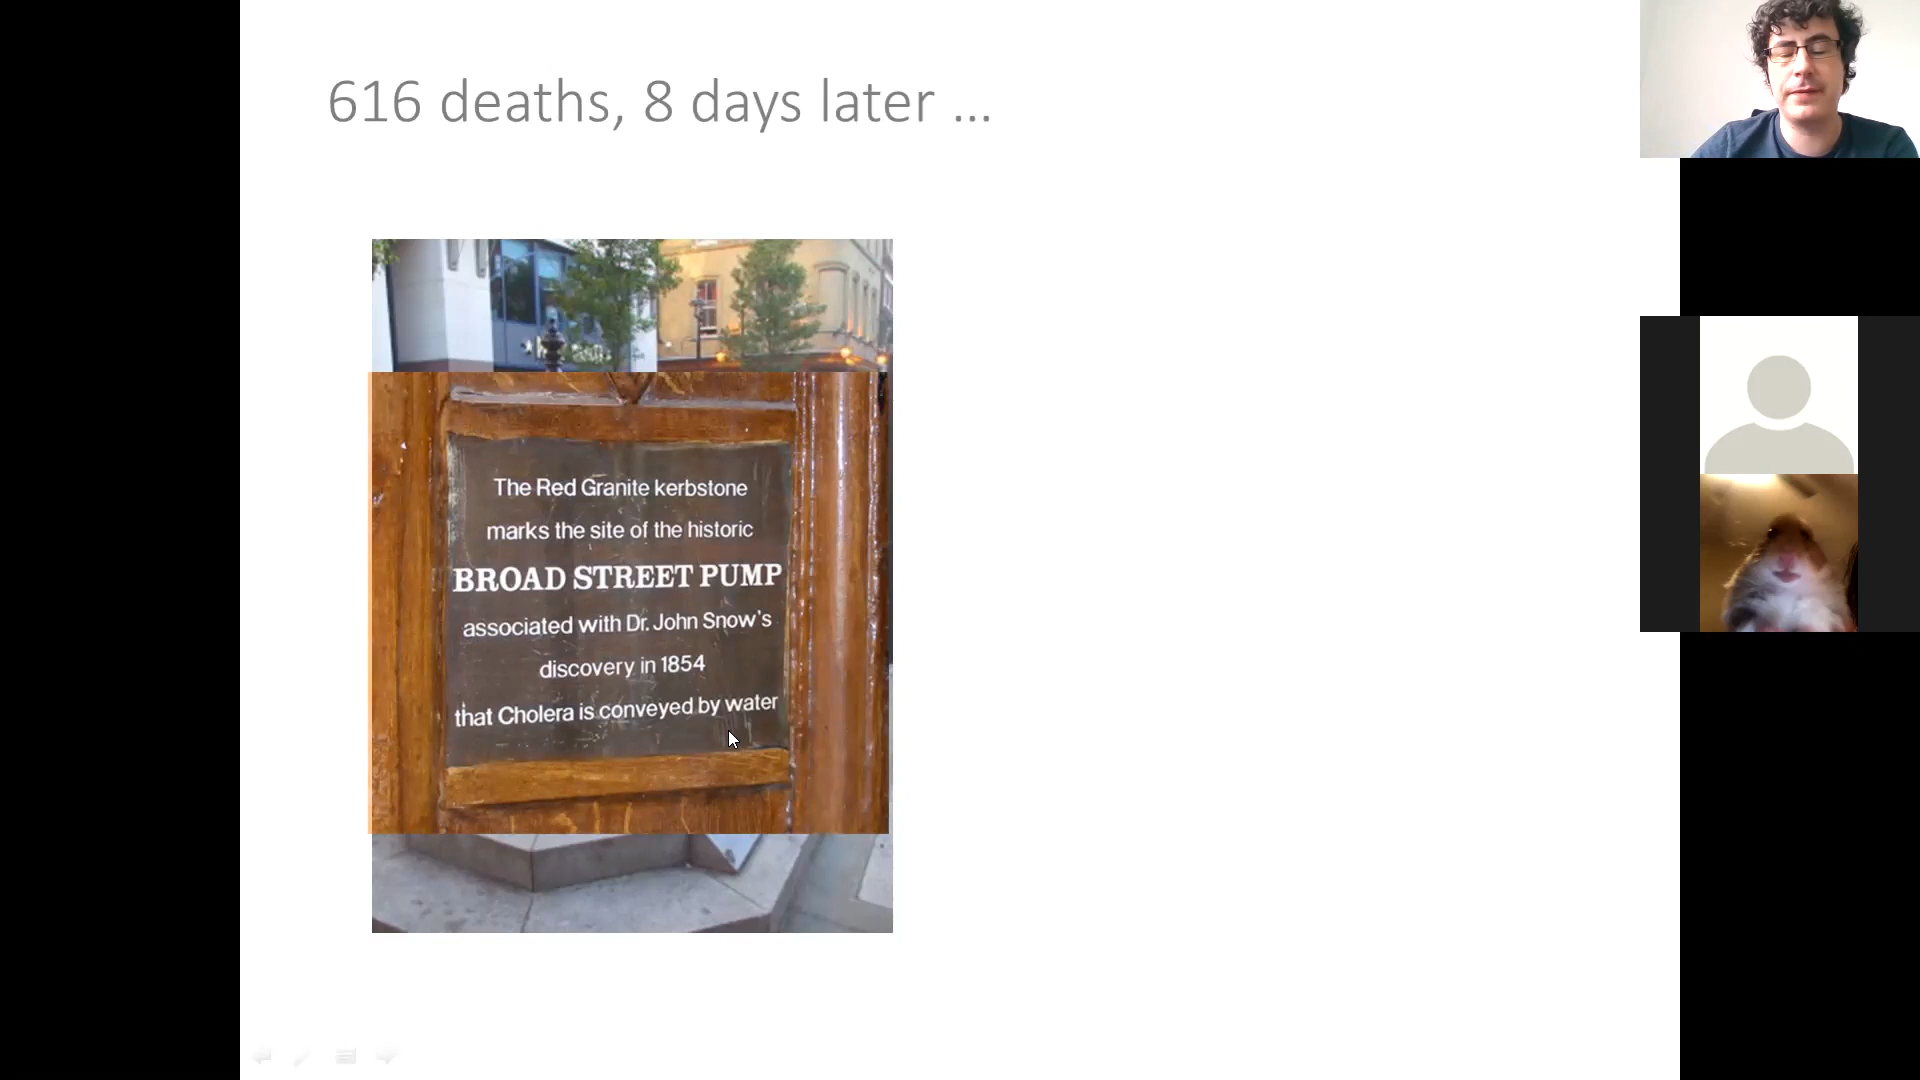 616 deaths, 8 days later ...
The Red Granite kerbstone
marks the site of the historic
BROAD STREET PUMP
associated with Dr. John Snow's
discovery in 1854
that Cholera is conveyed by water